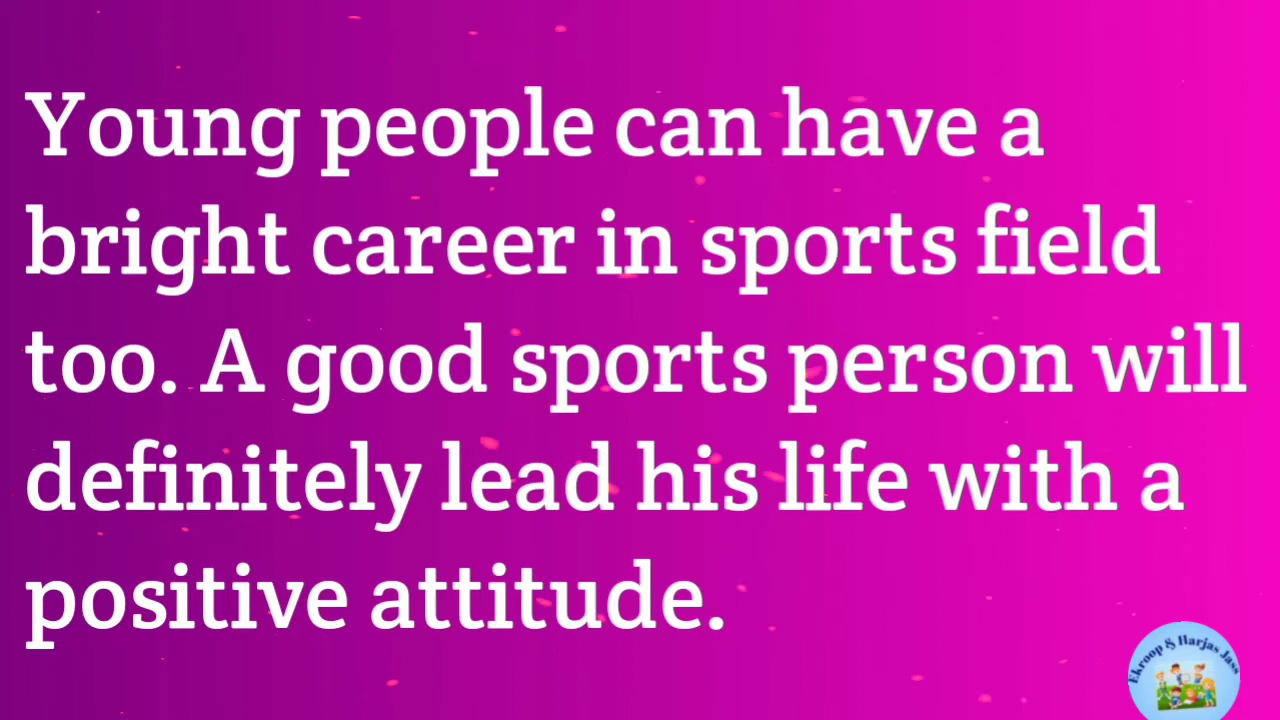 Young people can have a
bright career in sports field
too. A good sports person will
definitely lead his life with a
positive attitude.
Ekroop & Harjas Jass